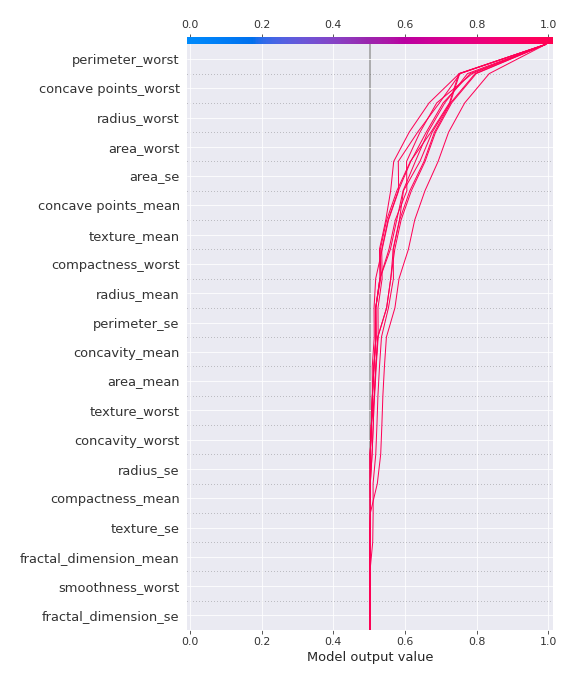 0.0 0.2 0.4 0.6 0.8 1.0
perimeter_worst
concave points_worst
radius_worst
area_worst
area_se
concave points_mean
texture_mean
compactness_worst
radius_mean
perimeter_se
concavity_mean
area_mean
texture_worst
concavity_worst
radius_se
compactness_mean
texture_se
fractal_dimension_mean
smoothness_worst
fractal_dimension_se
0.0 0.2 0.4 0.6 0.8 1.0
Model output value